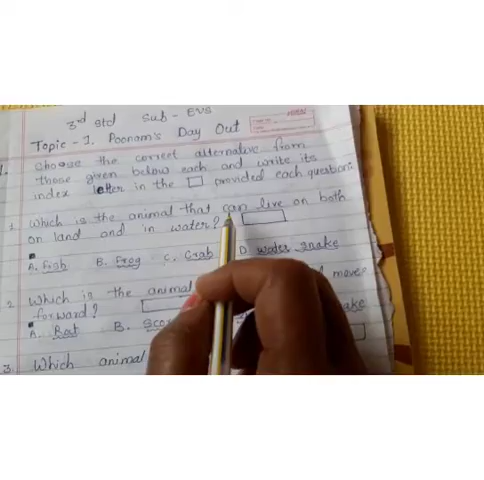 3rd Std Sub - EVS
Topic - 1. Poonam's Day Out
1. Choose the correct alternative from
those given below each and write its
index letter in the provided each question:
1. Which is the animal that can live on both
on land and in water?
A. Fish B. Frog C. Crab D water snake
2. Which is the animal moves
forward?
A. Rat B.
3. Which animal